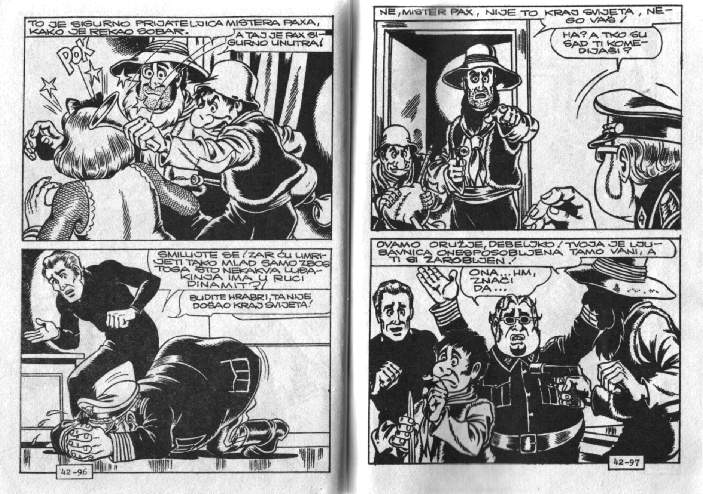 TO JE SIGURNO PRIJATELJICA MISTERA PAXA,
KAKO JE REKAO SOBAR.
A TAJ JE PAX SI-
GURNO UNUTRA!
POK
SMILUJTE SE! ZAR ĆU UMRI-
JETI TAKO MLAD SAMO ZBOG
TOGA ŠTO NEKAKVA LUĐA-
KINJA IMA U RUCI
DINAMIT?!
BUDITE HRABRI, TA NIJE
DOŠAO KRAJ SVIJETA!
42-96
NE, MISTER PAX, NIJE TO KRAJ SVIJETA, NE-
GO VAŠ!
HA? A TKO SU
SAD TI KOME-
DIJAŠI?
OVAMO ORUŽJE, DEBELJKO! TVOJA JE LJU-
BAVNICA ONESPOSOBLJENA TAMO VANI, A
TI SI ZAROBLJEN!
ONA... HM,
ZNAČI
DA...
42-97